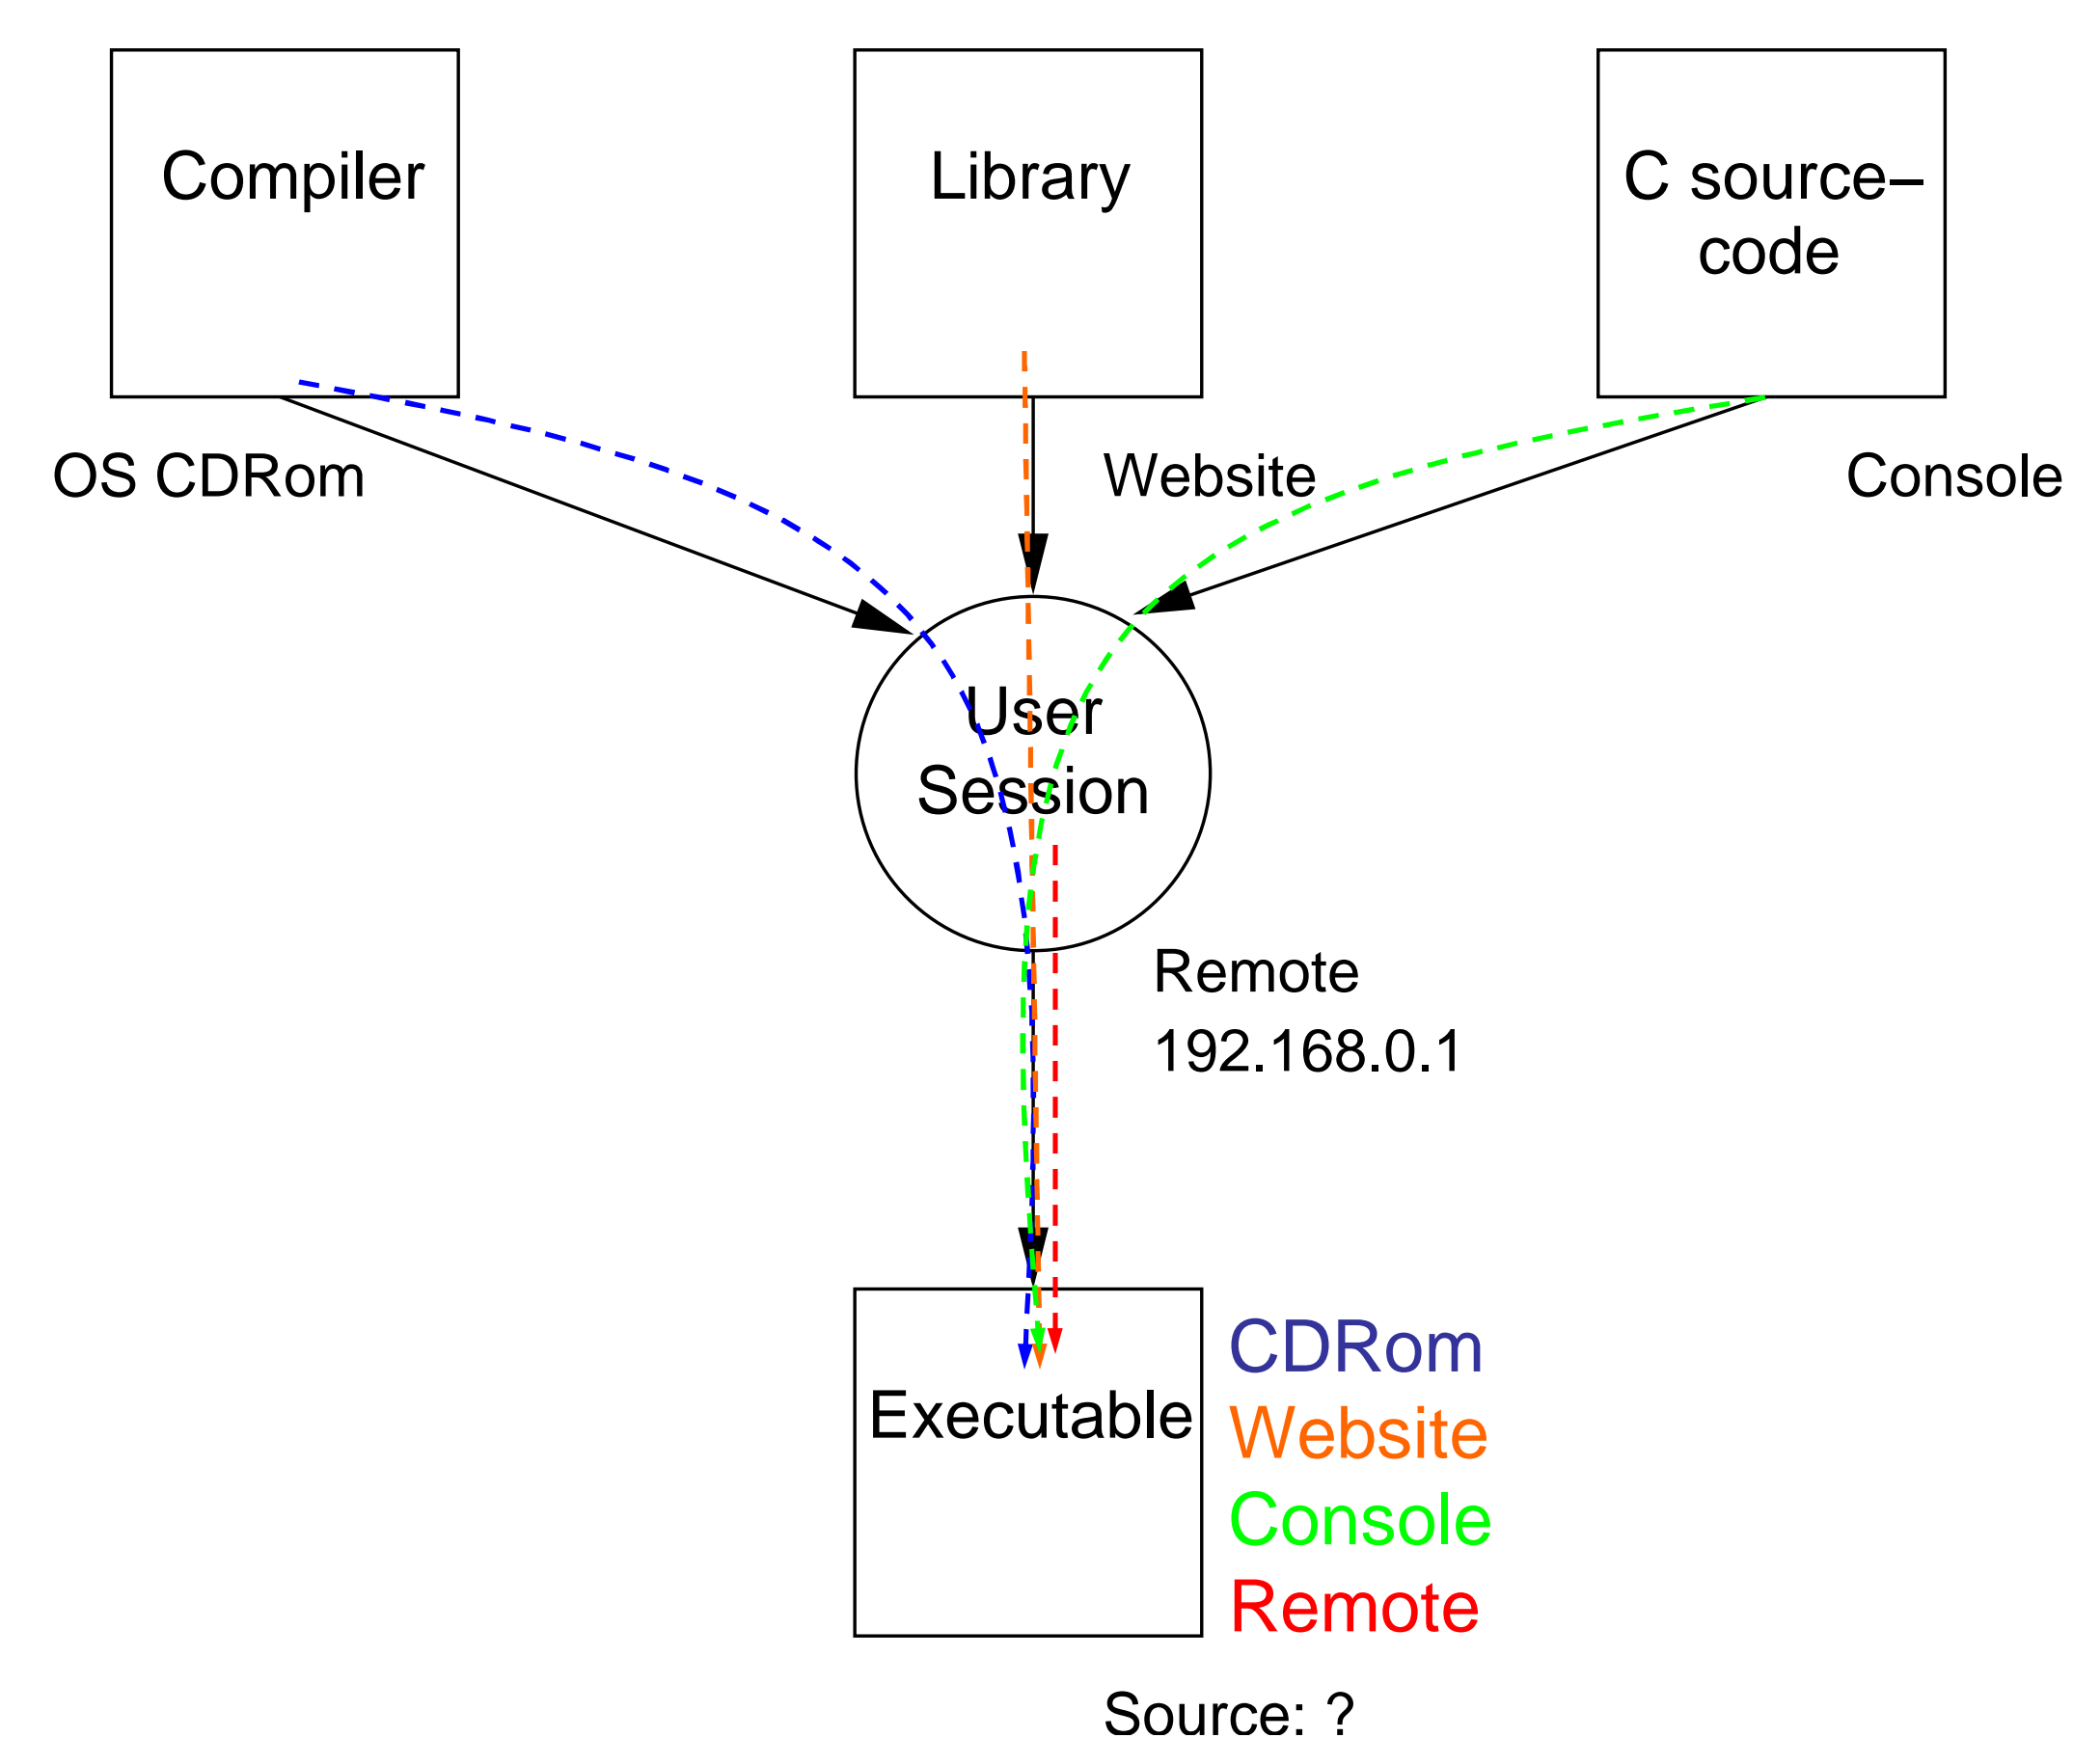 Compiler
Library
C source–
code
OS CDRom
Website
Console
User
Session
Remote
192.168.0.1
CDRom
Website
Console
Remote
Executable
Source: ?